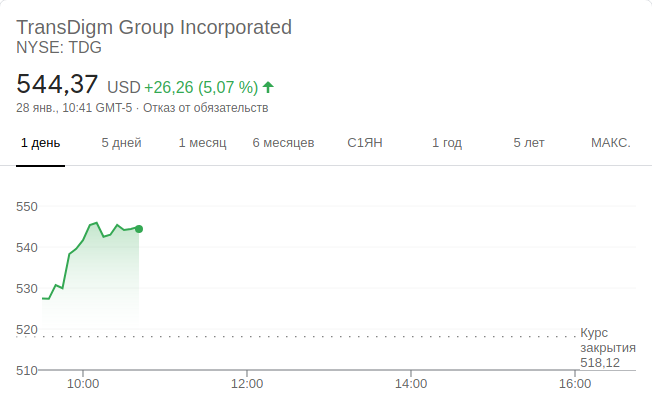 TransDigm Group Incorporated
NYSE: TDG
544,37 USD +26,26 (5,07 %)
28 янв., 10:41 GMT-5 · Отказ от обязательств
1 день 5 дней 1 месяц 6 месяцев С1ЯН 1 год 5 лет МАКС.
550
540
530
520
Курс
закрытия
518,12
510
10:00 12:00 14:00 16:00